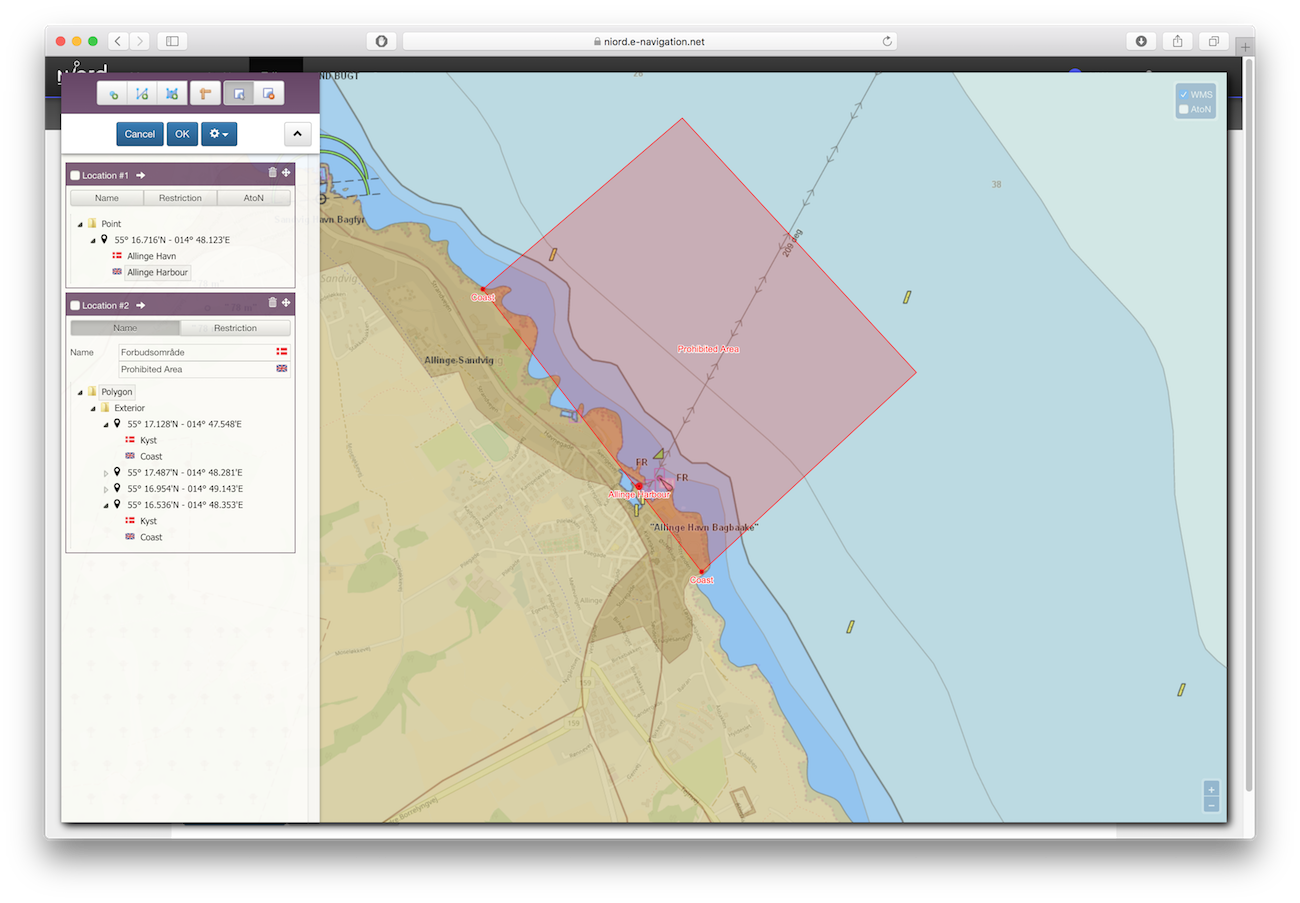 niord.e-navigation.net
ND BUGT
28
WMS
AtoN
Cancel
OK
Location #1
Name
Restriction
AtoN
Point
55° 16.716'N - 014° 48.123'E
Allinge Havn
Allinge Harbour
Location #2
Name
Restriction
Name
Forbudsområde
Prohibited Area
Polygon
Exterior
55° 17.128'N - 014° 47.548'E
Kyst
Coast
55° 17.487'N - 014° 48.281'E
55° 16.954'N - 014° 49.143'E
55° 16.536'N - 014° 48.353'E
Kyst
Coast
38
209 deg
Sandvig
Coast
Prohibited Area
Allinge-Sandvig
FR
FR
Allinge Harbour
"Allinge Havn Bagbaake"
Coast
Allinge
159
159